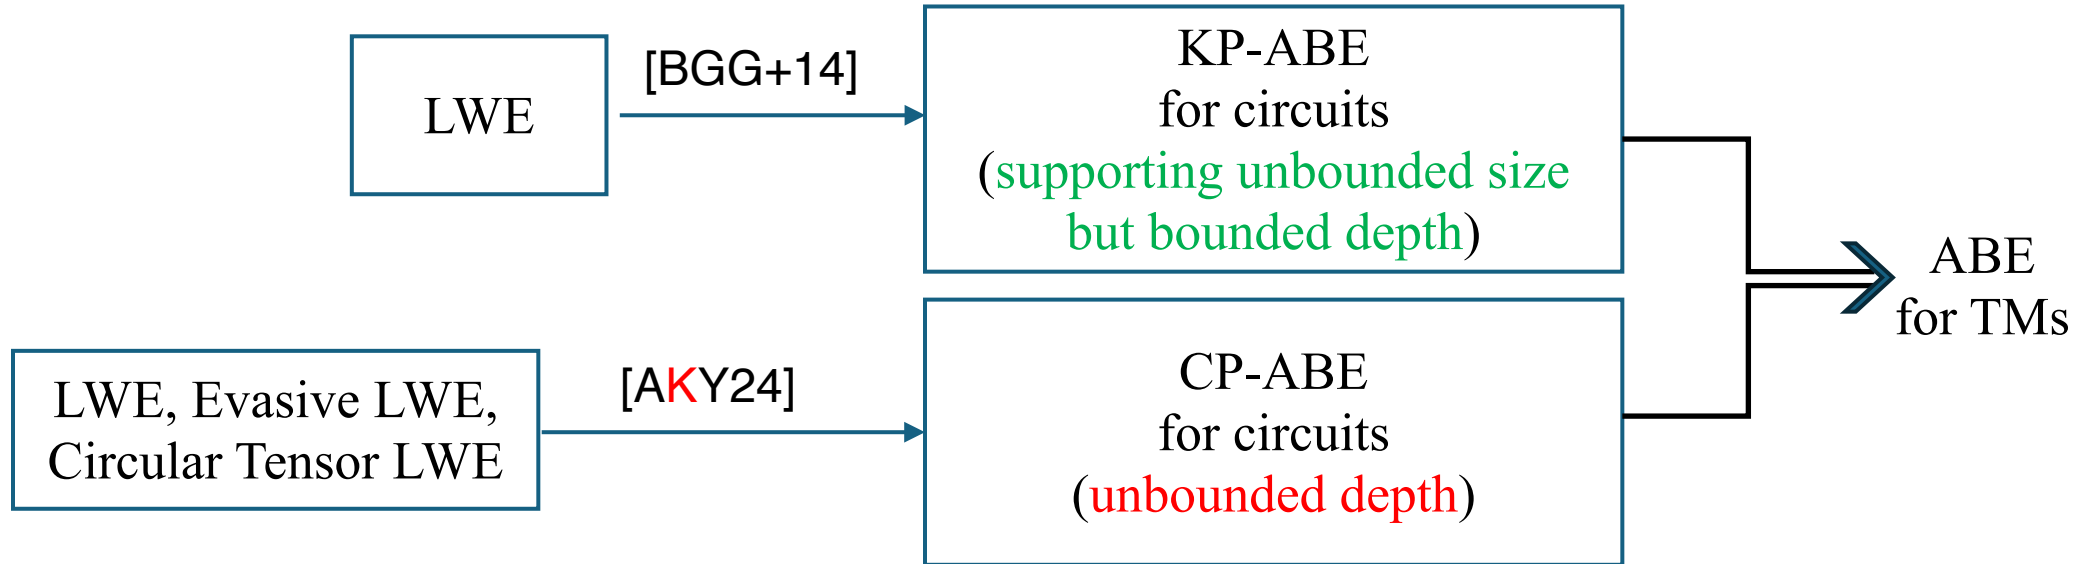 LWE
[BGG+14]
KP-ABE
for circuits
(supporting unbounded size
but bounded depth)
LWE, Evasive LWE,
Circular Tensor LWE
[AKY24]
CP-ABE
for circuits
(unbounded depth)
ABE
for TMs